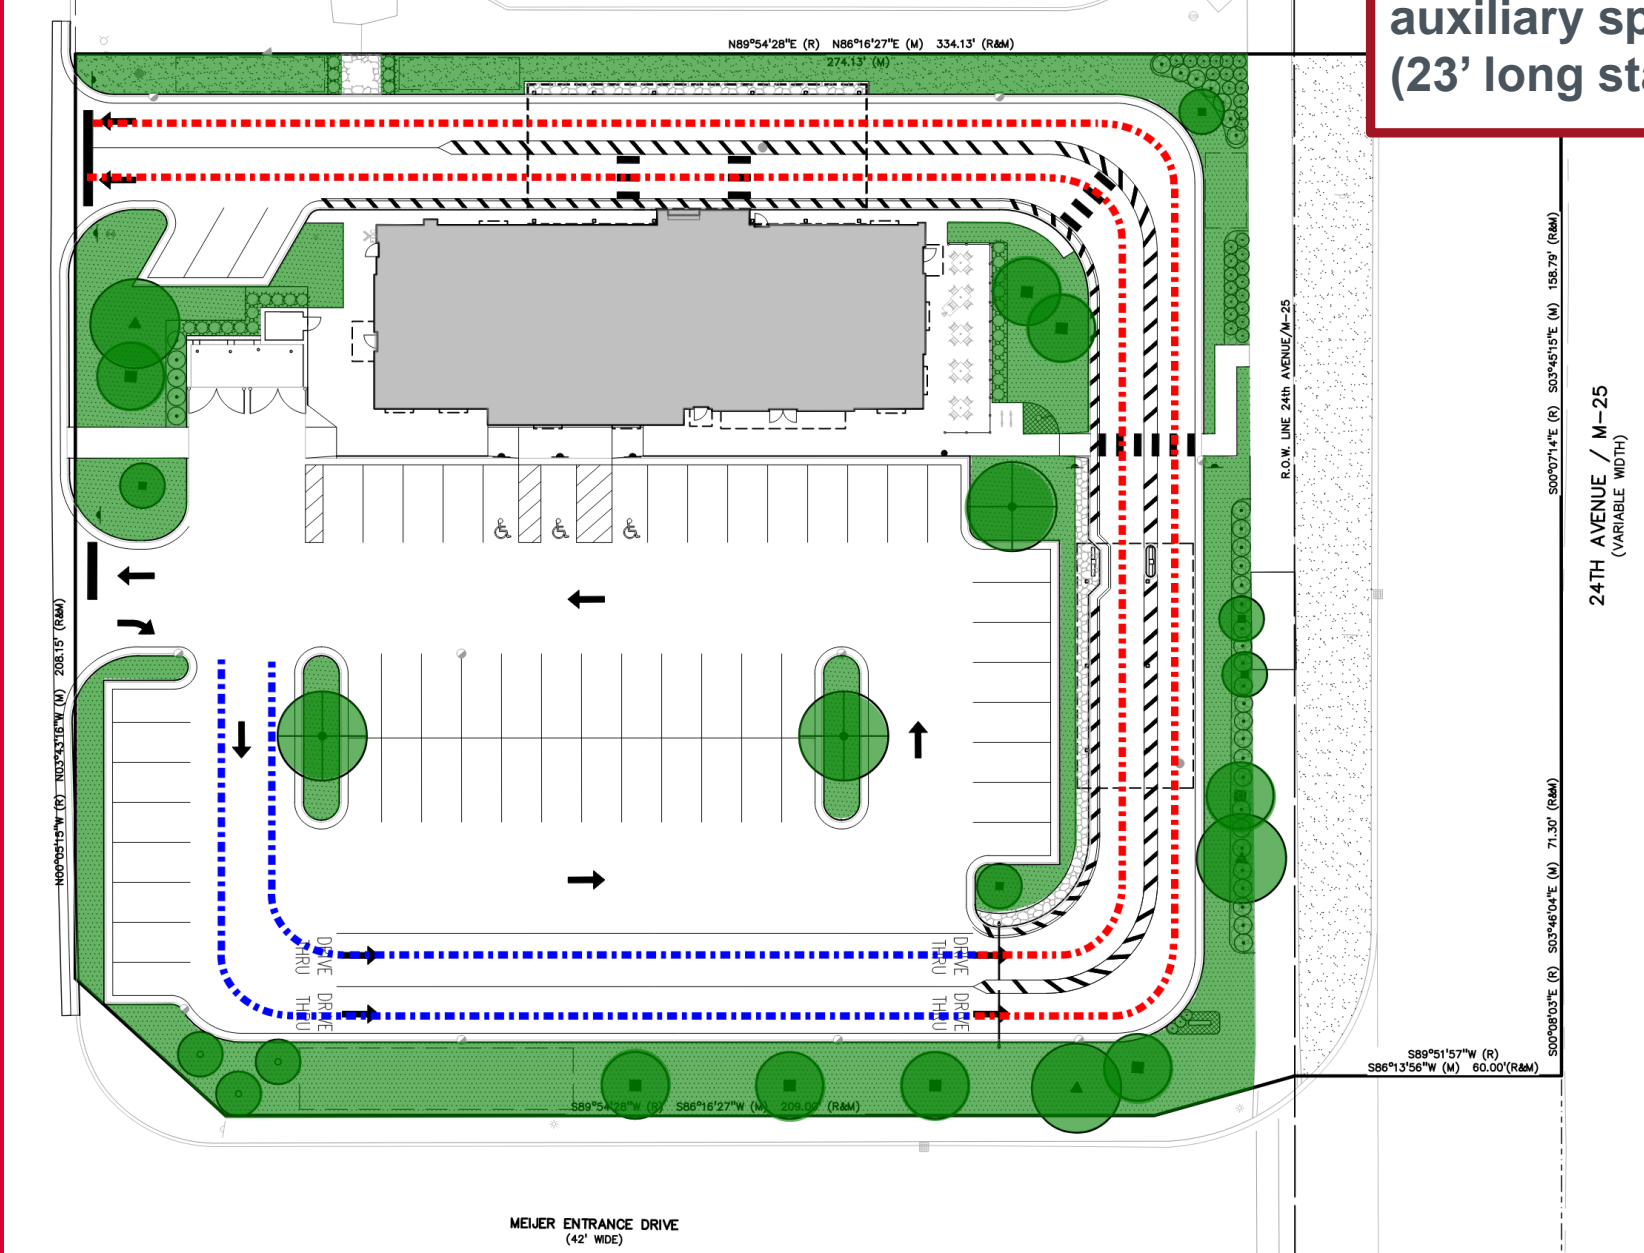 auxiliary sp
(23’ long sta
N89°54'28"E (R) N86°16'27"E (M) 334.13' (R&M)
274.13' (M)
R.O.W. LINE 24th AVENUE/M-25
S00°07'14"E (R) S03°45'15"E (M) 158.79' (R&M)
24TH AVENUE / M-25
(VARIABLE WIDTH)
N00°05'15"W (R) N03°43'16"W (M) 208.15' (R&M)
S00°08'03"E (R) S03°46'04"E (M) 71.30' (R&M)
DRIVE
THRU
DRIVE
THRU
DRIVE
THRU
DRIVE
THRU
S89°51'57"W (R)
S86°13'56"W (M) 60.00'(R&M)
S89°54'28"W (R) S86°16'27"W (M) 209.0 (R&M)
MEIJER ENTRANCE DRIVE
(42' WIDE)